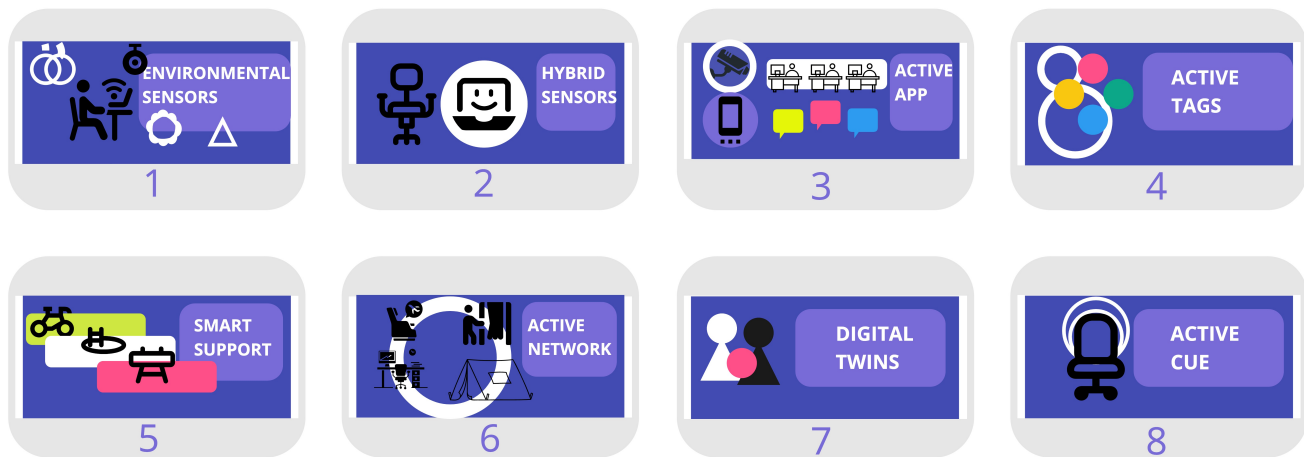 ENVIRONMENTAL
SENSORS
1
HYBRID
SENSORS
2
ACTIVE
APP
3
ACTIVE
TAGS
4
SMART
SUPPORT
5
ACTIVE
NETWORK
6
DIGITAL
TWINS
7
ACTIVE
CUE
8